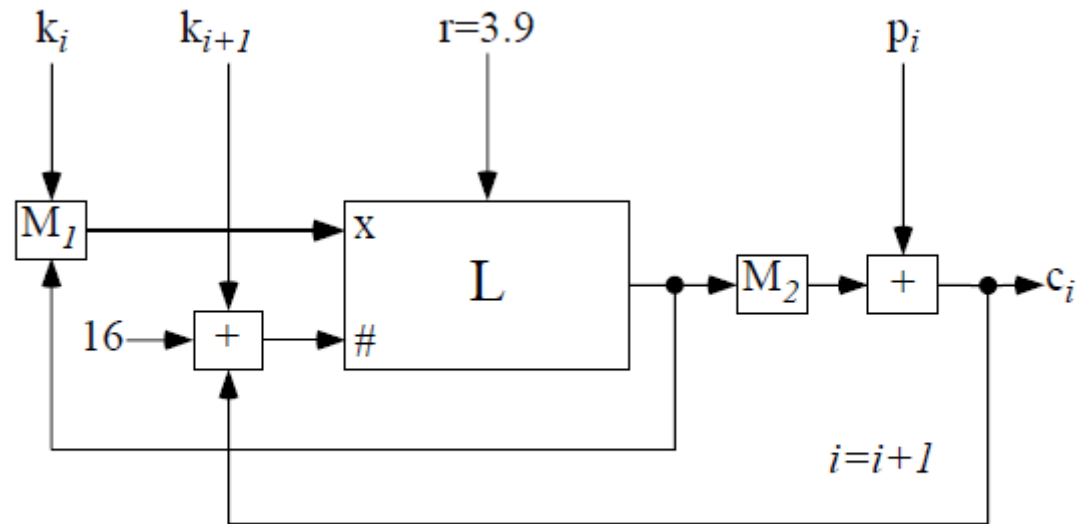 kᵢ
kᵢ₊₁
r=3.9
pᵢ
M₁
x
L
M₂
+
cᵢ
16
+
#
i=i+1